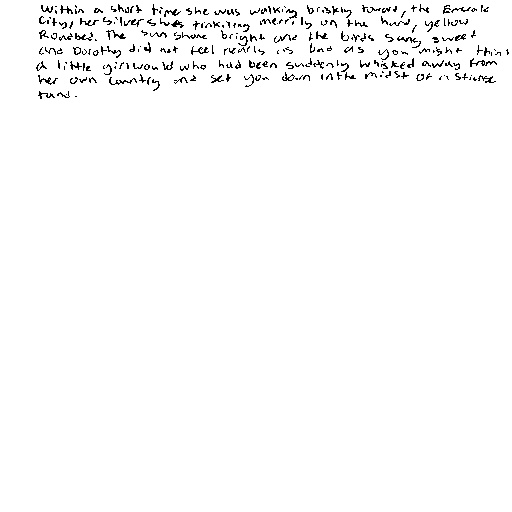 Within a short time she was walking briskly toward, the Emerald
City, her Silver shoes tinkling merrily on the hard, yellow
Roadbed. The sun shone bright and the birds sang sweet
and Dorothy did not feel nearly as bad as you might think
a little girl would who had been suddenly whisked away from
her own country and set you down in the midst of a strange
land.